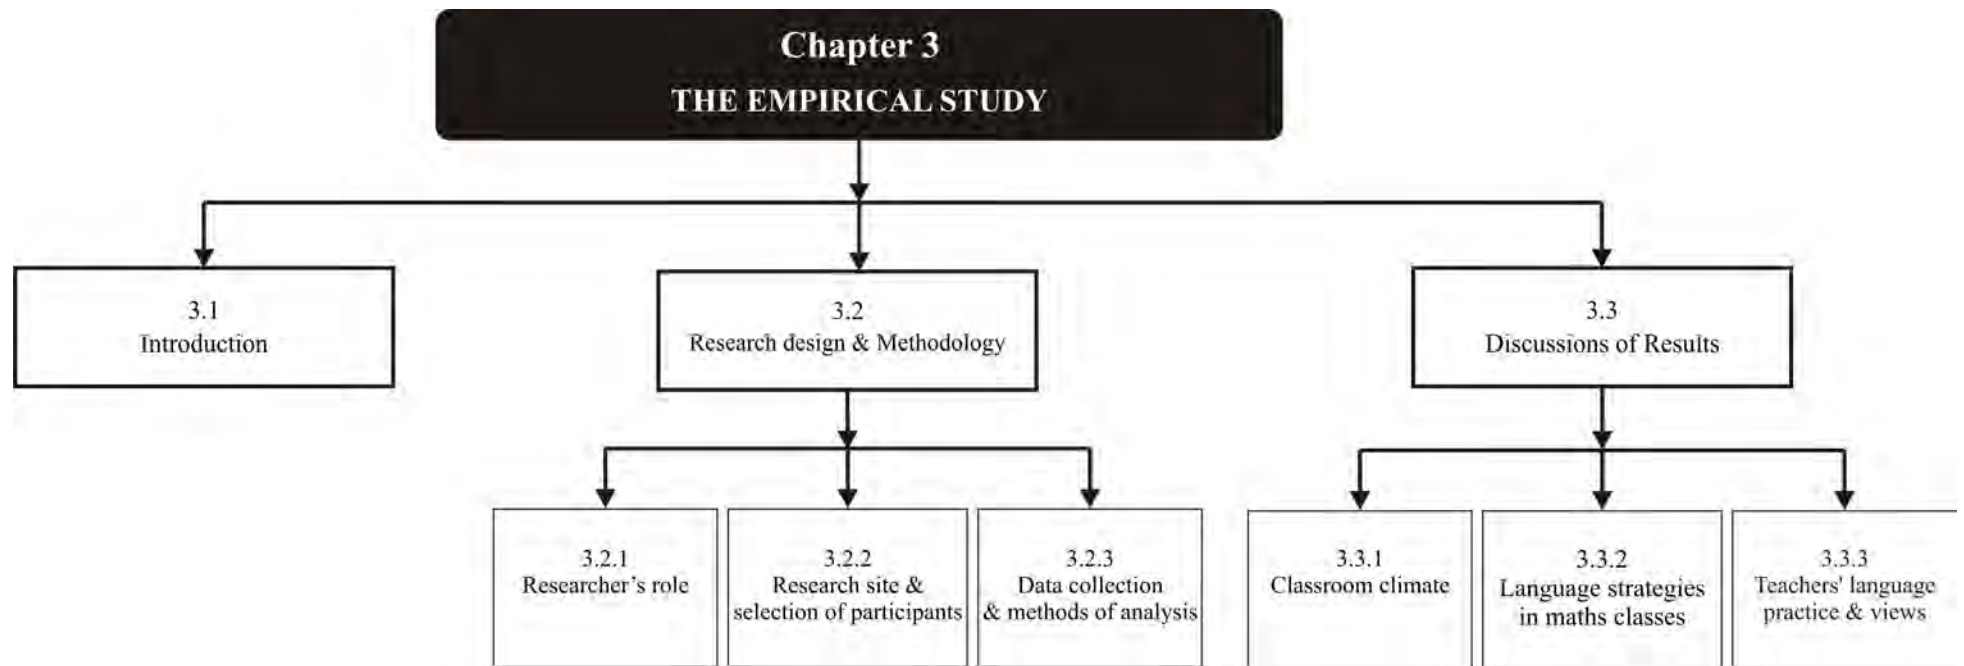 Chapter 3
THE EMPIRICAL STUDY
3.1
Introduction
3.2
Research design & Methodology
3.3
Discussions of Results
3.2.1
Researcher’s role
3.2.2
Research site &
selection of participants
3.2.3
Data collection
& methods of analysis
3.3.1
Classroom climate
3.3.2
Language strategies
in maths classes
3.3.3
Teachers' language
practice & views